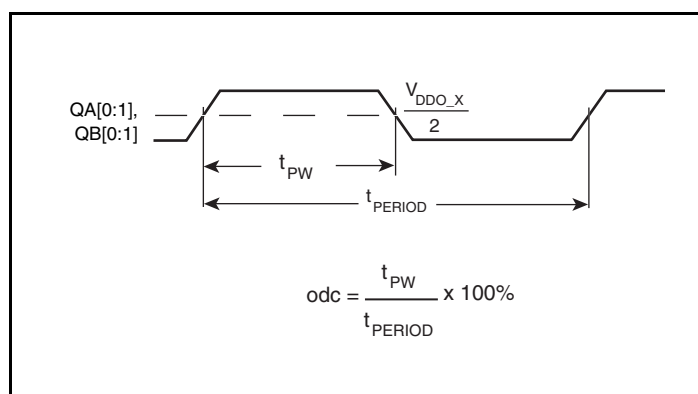 QA[0:1],
QB[0:1]
V_DDO_X
2
t_PW
t_PERIOD
odc = t_PW / t_PERIOD x 100%